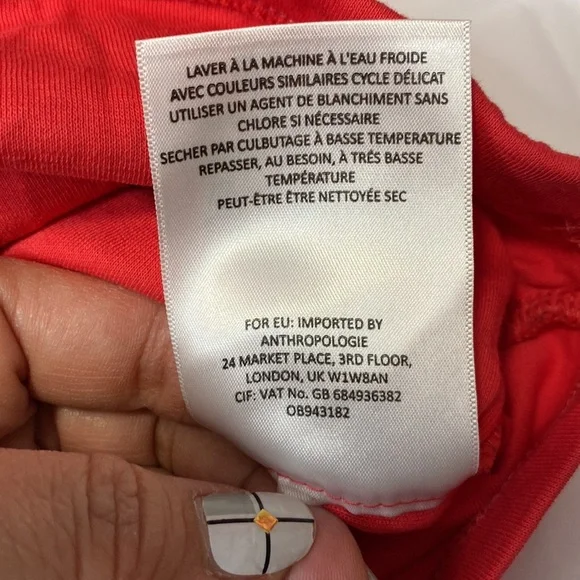 LAVER À LA MACHINE À L'EAU FROIDE
AVEC COULEURS SIMILAIRES CYCLE DÉLICAT
UTILISER UN AGENT DE BLANCHIMENT SANS
CHLORE SI NÉCESSAIRE
SECHER PAR CULBUTAGE À BASSE TEMPERATURE
REPASSER, AU BESOIN, À TRÉS BASSE
TEMPÉRATURE
PEUT-ÊTRE ÊTRE NETTOYÉE SEC
FOR EU: IMPORTED BY
ANTHROPOLOGIE
24 MARKET PLACE, 3RD FLOOR,
LONDON, UK W1W8AN
CIF: VAT No. GB 684936382
OB943182